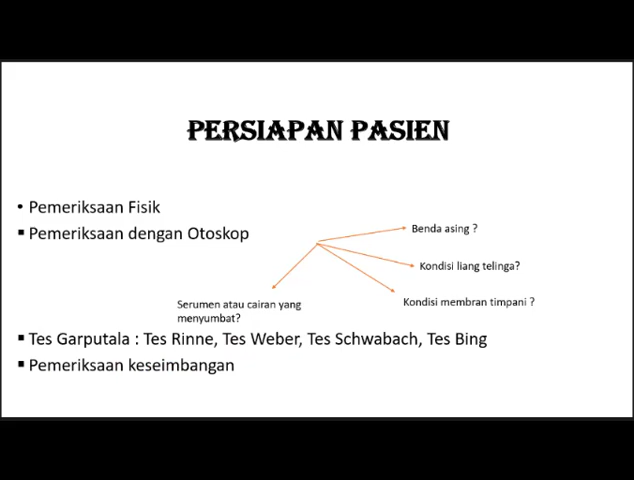 PERSIAPAN PASIEN
• Pemeriksaan Fisik
▪ Pemeriksaan dengan Otoskop
Benda asing ?
Kondisi liang telinga?
Kondisi membran timpani ?
Serumen atau cairan yang
menyumbat?
▪ Tes Garputala : Tes Rinne, Tes Weber, Tes Schwabach, Tes Bing
▪ Pemeriksaan keseimbangan